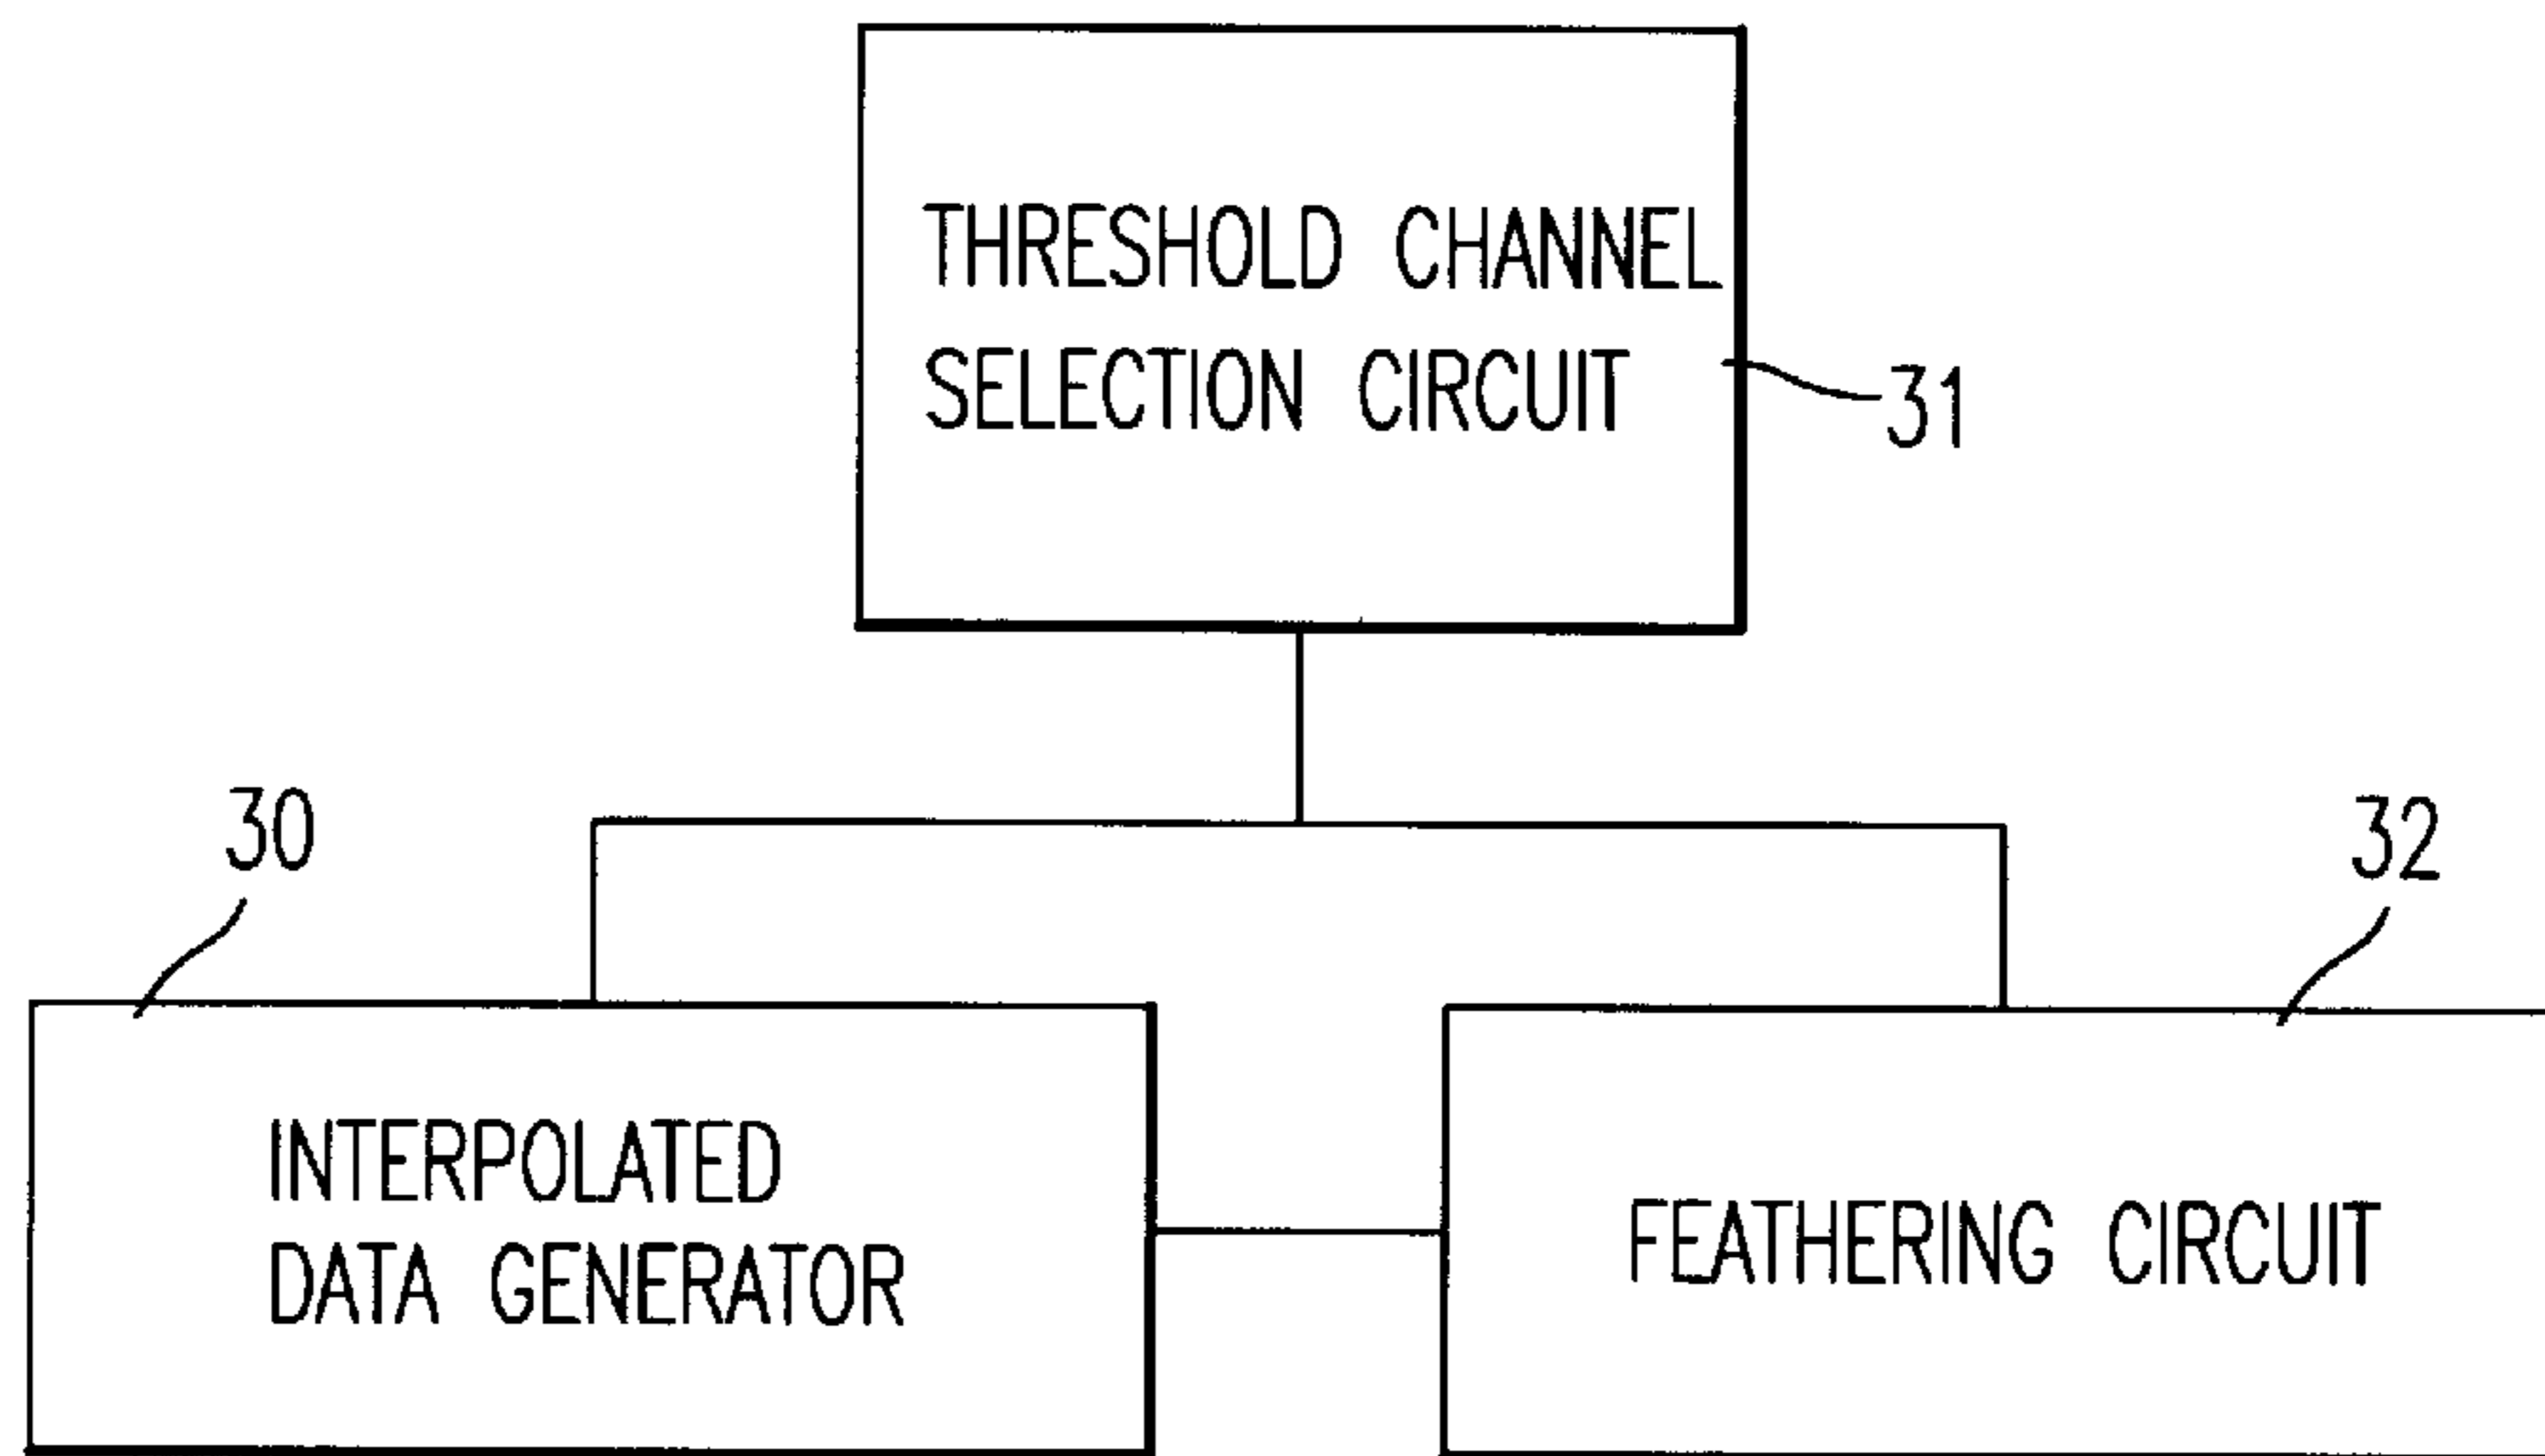 THRESHOLD CHANNEL
SELECTION CIRCUIT
31
30
32
INTERPOLATED
DATA GENERATOR
FEATHERING CIRCUIT